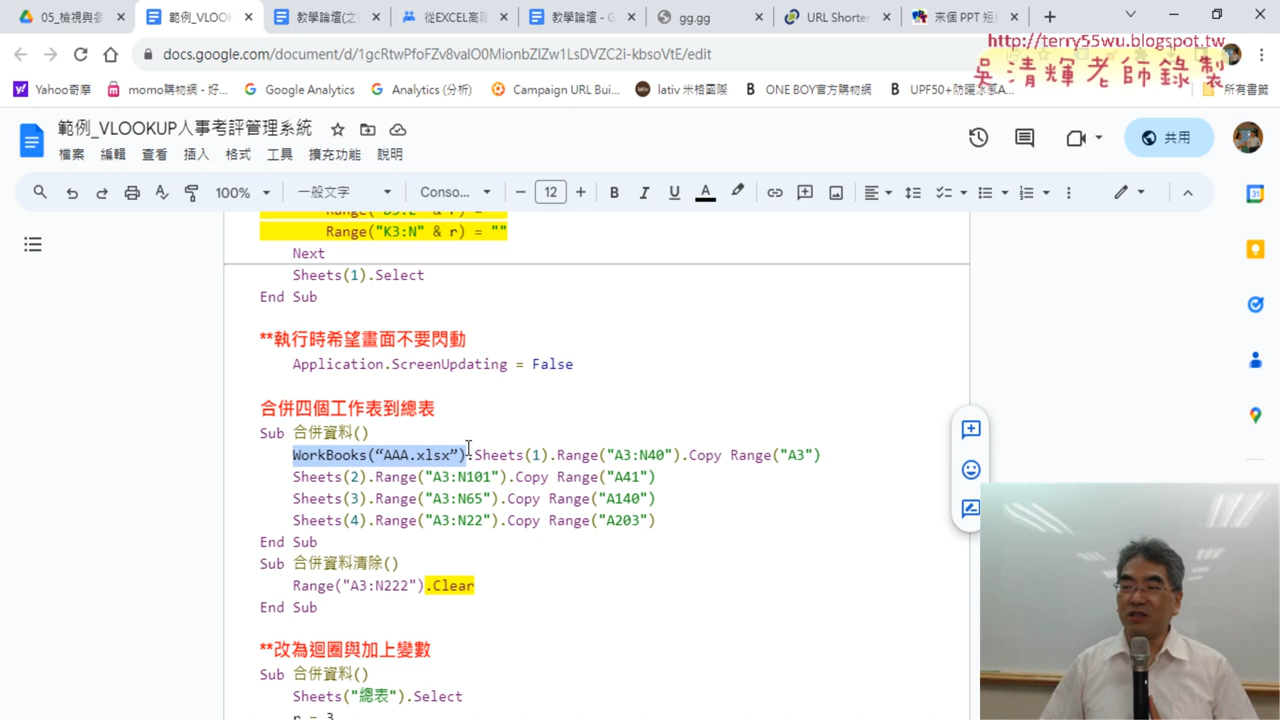 05_檢視與參
範例_VLOOKU
教學論壇(之
從EXCEL高階
教學論壇 - G
gg.gg
URL Shorte
來個 PPT 短
docs.google.com/document/d/1gcRtwPfoFZv8valO0MionbZlZw1LsDVZC2i-kbsoVtE/edit
http://terry55wu.blogspot.tw
吳清輝老師錄製
Yahoo奇摩
momo購物網 - 好...
Google Analytics
Analytics (分析)
Campaign URL Bui...
lativ 米格國際
ONE BOY官方購物網
UPF50+防曬冰感A...
所有書籤
範例_VLOOKUP人事考評管理系統
檔案 編輯 查看 插入 格式 工具 擴充功能 說明
共用
100% 一般文字 Conso... 12 B I U A
Range("K3:N" & r) = ""
Next
Sheets(1).Select
End Sub
**執行時希望畫面不要閃動
Application.ScreenUpdating = False
合併四個工作表到總表
Sub 合併資料()
WorkBooks(“AAA.xlsx”).Sheets(1).Range("A3:N40").Copy Range("A3")
Sheets(2).Range("A3:N101").Copy Range("A41")
Sheets(3).Range("A3:N65").Copy Range("A140")
Sheets(4).Range("A3:N22").Copy Range("A203")
End Sub
Sub 合併資料清除()
Range("A3:N222").Clear
End Sub
**改為迴圈與加上變數
Sub 合併資料()
Sheets("總表").Select
r = 3